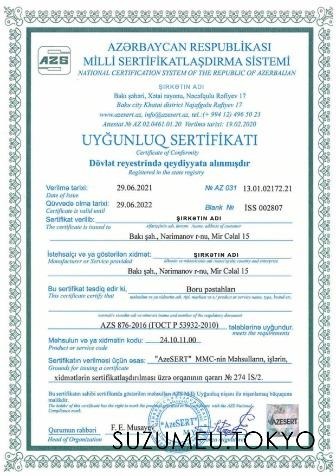 AZƏRBAYCAN RESPUBLİKASI
MİLLİ SERTİFİKATLAŞDIRMA SİSTEMİ
NATIONAL CERTIFICATION SYSTEM OF THE REPUBLIC OF AZERBAIJAN
AZS
ŞİRKƏTİN ADI
Bakı şəhəri, Xətai rayonu, Nəcəfqulu Rəfiyev 17
Baku city Khatai district Najafgulu Rafiyev 17
www.azesert.az, info@azesert.az, tel.: (+ 994 12) 496 50 23
Attestat № AZ 02.0461.01.20 Verilmə tarixi: 19.02.2020
UYĞUNLUQ SERTİFİKATI
Certificate of Conformity
Dövlət reyestrində qeydiyyata alınmışdır
Registered in the state registry
Verilmə tarixi: 29.06.2021 № AZ 031 13.01.02172.21
Date of issue
Qüvvədə olma tarixi: 29.06.2022 Blank № İSS 002807
Certificate is valid until
Sertifikat verilib: ŞİRKƏTİN ADI
The certificate is issued to
Bakı şəh., Nərimanov r-nu, Mir Cəlal 15
İstehsalçı və ya göstərilən xidmət: ŞİRKƏTİN ADI
Manufacturer or Service provided
Bakı şəh., Nərimanov r-nu, Mir Cəlal 15
Bu sertifikat təsdiq edir ki, Boru postahları
This certificate certify that
AZS 876-2016 (ГОСТ Р 53932-2010) tələblərinə uyğundur.
meets the requirements
Məhsulun və ya xidmətin kodu: 24.10.11.00
Product or service code
Sertifikatın verilməsi üçün əsas: "AzeSERT" MMC-nin Məhsulların, işlərin,
Grounds for issuing a certificate
xidmətlərin sertifikatlaşdırılması üzrə orqanının qərarı № 274 İS/2.
Qurumun rəhbəri F. E. Musayev
Head of Organization
AZESERT
SUZUMEU.TOKYO